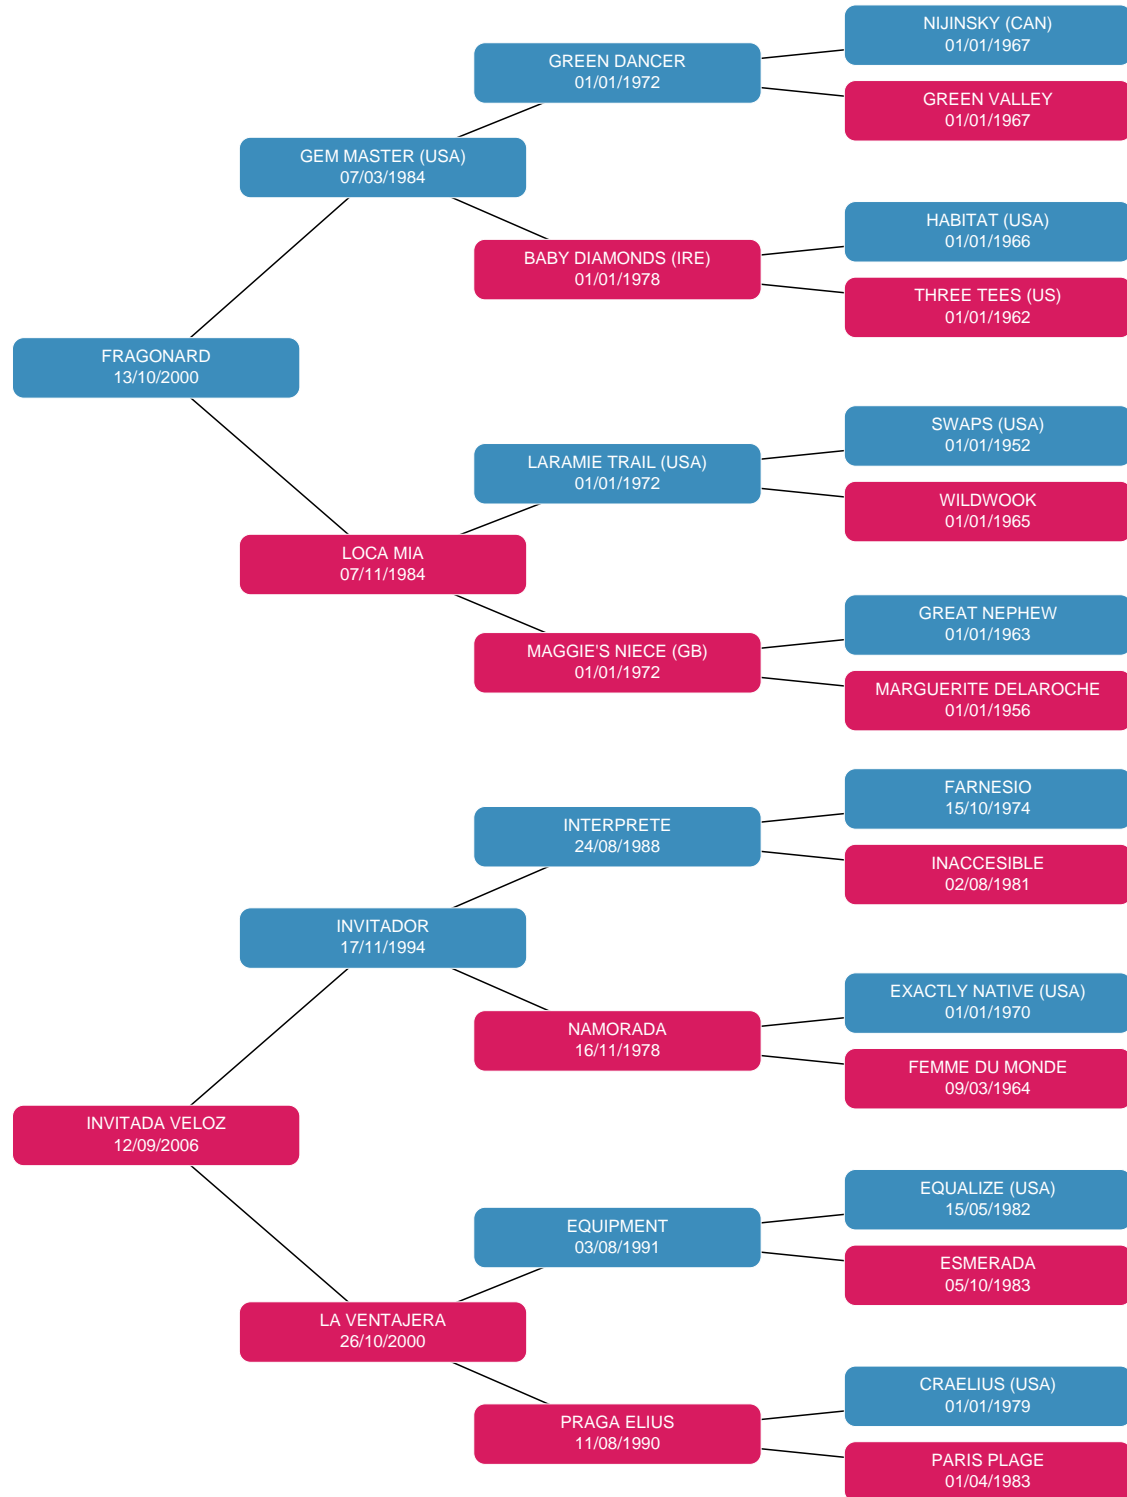 NIJINSKY (CAN)
01/01/1967
GREEN DANCER
01/01/1972
GREEN VALLEY
01/01/1967
GEM MASTER (USA)
07/03/1984
HABITAT (USA)
01/01/1966
BABY DIAMONDS (IRE)
01/01/1978
THREE TEES (US)
01/01/1962
FRAGONARD
13/10/2000
SWAPS (USA)
01/01/1952
LARAMIE TRAIL (USA)
01/01/1972
WILDWOOK
01/01/1965
LOCA MIA
07/11/1984
GREAT NEPHEW
01/01/1963
MAGGIE'S NIECE (GB)
01/01/1972
MARGUERITE DELAROCHE
01/01/1956
FARNESIO
15/10/1974
INTERPRETE
24/08/1988
INACCESIBLE
02/08/1981
INVITADOR
17/11/1994
EXACTLY NATIVE (USA)
01/01/1970
NAMORADA
16/11/1978
FEMME DU MONDE
09/03/1964
INVITADA VELOZ
12/09/2006
EQUALIZE (USA)
15/05/1982
EQUIPMENT
03/08/1991
ESMERADA
05/10/1983
LA VENTAJERA
26/10/2000
CRAELIUS (USA)
01/01/1979
PRAGA ELIUS
11/08/1990
PARIS PLAGE
01/04/1983